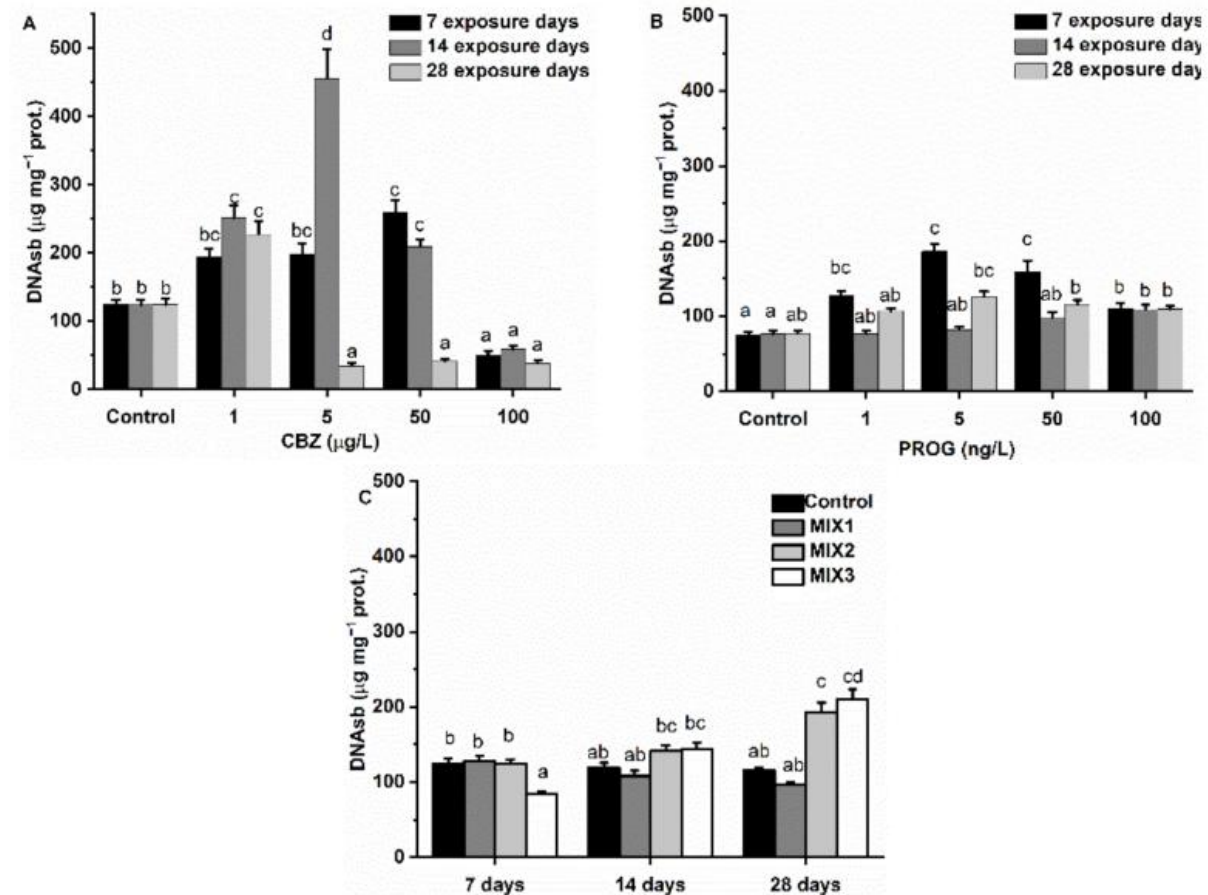 A
500
400
300
200
100
0
DNAsb (µg mg⁻¹ prot.)
7 exposure days
14 exposure days
28 exposure days
b b b
bc c c
bc d a
c c a
a a a
Control 1 5 50 100
CBZ (µg/L)
B
500
400
300
200
100
0
DNAsb (µg mg⁻¹ prot.)
7 exposure days
14 exposure day
28 exposure day
a a ab
bc ab ab
c ab bc
c ab b
b b b
Control 1 5 50 100
PROG (ng/L)
C
500
400
300
200
100
0
DNAsb (µg mg⁻¹ prot.)
Control
MIX1
MIX2
MIX3
b b b a
ab ab bc bc
ab ab c cd
7 days 14 days 28 days